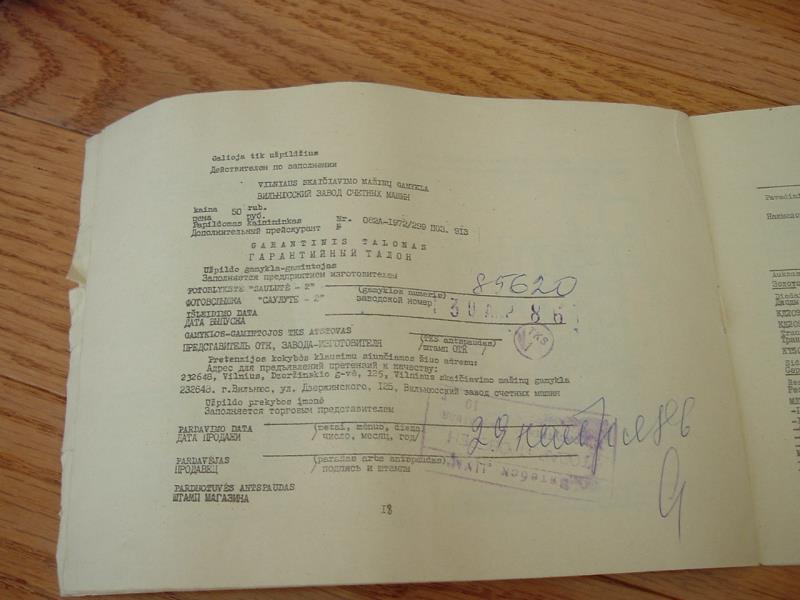 Galioja tik užpildžius
Действителен по заполнении
VILNIAUS SKAIČIAVIMO MAŠINŲ GAMYKLA
ВИЛЬНЮССКИЙ ЗАВОД СЧЕТНЫХ МАШИН
kaina 50 rub.
цена руб.
Papildomas kainininkas Nr. 082A-1972/299 ПОЗ. 913
Дополнительный прейскурант №
GARANTINIS TALONAS
ГАРАНТИЙНЫЙ ТАЛОН
Užpildo gamykla-gamintojas
Заполняется предприятием изготовителем
FOTOBLYKSTĖ "SAULUTĖ - 2" (gamyklos numeris) 85620
ФОТОВСПЫШКА "САУЛУТЕ - 2" заводской номер
IŠLEIDIMO DATA
ДАТА ВЫПУСКА
GAMYKLOS-GAMINTOJOS TKS ATSTOVAS (TKS antspaudas)
ПРЕДСТАВИТЕЛЬ ОТК, ЗАВОДА-ИЗГОТОВИТЕЛЯ /штамп ОТК/
TKS
Pretenzijos kokybės klausimu siunčiamos šiuo adresu:
Адрес для предъявления претензий к качеству:
232648, Vilnius, Dzeržinskio g-vė, 125, Vilniaus skaičiavimo mašinų gamykla
232648, г.Вильнюс, ул. Дзержинского, 125, Вильнюсский завод счетных машин
Užpildo prekybos įmonė
Заполняется торговым представителем
PARDAVIMO DATA (metai, mėnuo, diena)
ДАТА ПРОДАЖИ /число, месяц, год/
PARDAVĖJAS (parašas arba antspaudas)
ПРОДАВЕЦ /подпись и штамп/
PARDUOTUVĖS ANTSPAUDAS
ШТАМП МАГАЗИНА
18